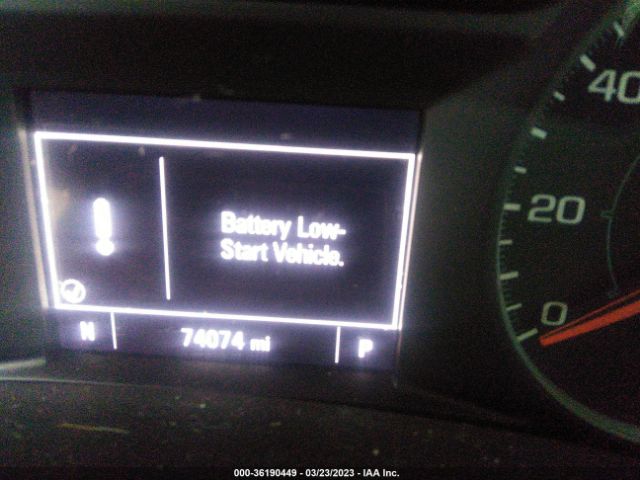 Battery Low-
Start Vehicle.
N
74074 mi
P
40
20
0
000-36190449 - 03/23/2023 - IAA Inc.